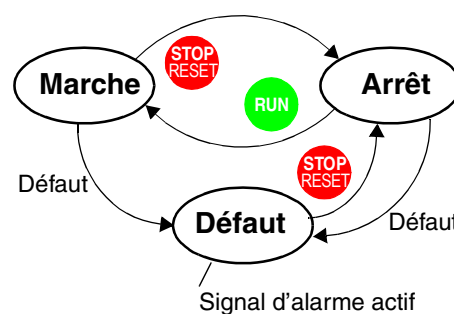 STOP
RESET
Marche
Arrêt
RUN
STOP
RESET
Défaut
Défaut
Défaut
Signal d'alarme actif